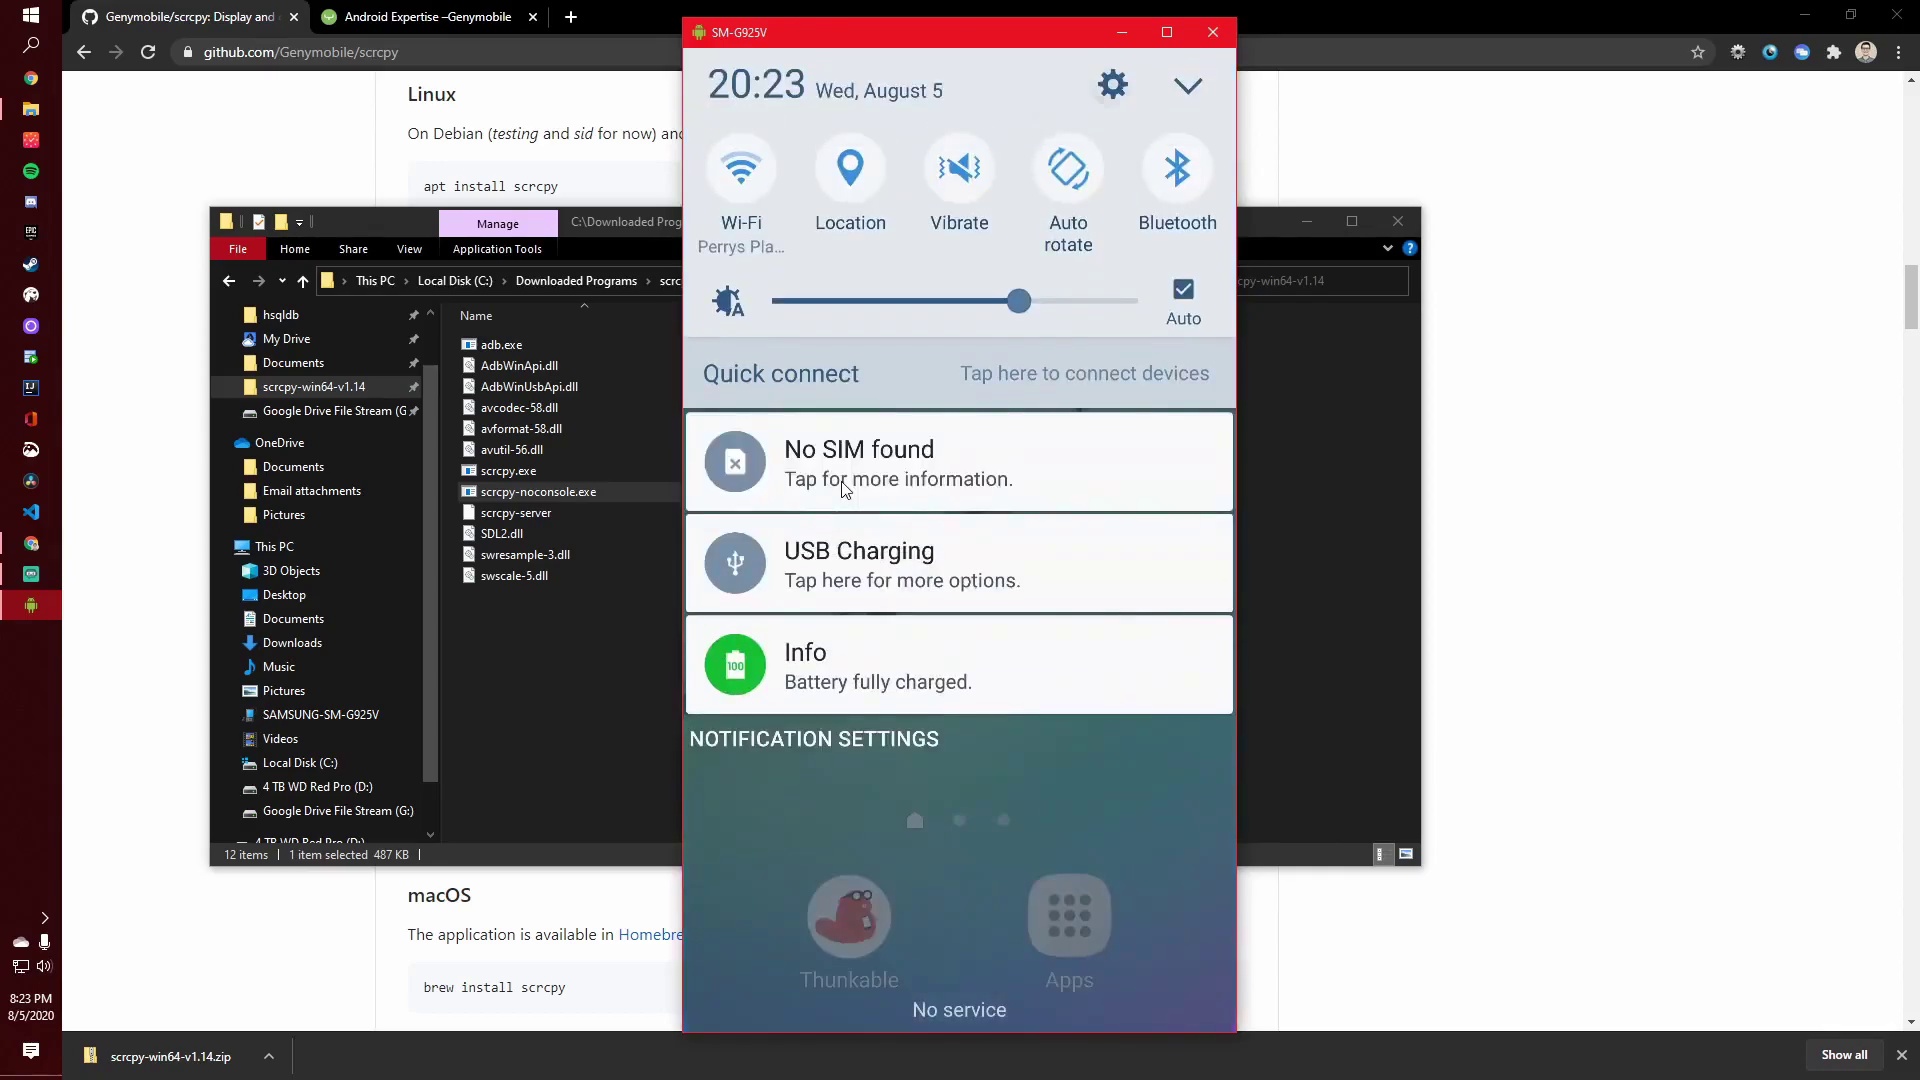 Genymobile/scrcpy: Display and
Android Expertise –Genymobile
github.com/Genymobile/scrcpy
Linux
On Debian (testing and sid for now) and
apt install scrcpy
Manage
C:\Downloaded Prog
File
Home
Share
View
Application Tools
This PC
Local Disk (C:)
Downloaded Programs
scrc
cpy-win64-v1.14
hsqldb
My Drive
Documents
scrcpy-win64-v1.14
Google Drive File Stream (G
OneDrive
Documents
Email attachments
Pictures
This PC
3D Objects
Desktop
Documents
Downloads
Music
Pictures
SAMSUNG-SM-G925V
Videos
Local Disk (C:)
4 TB WD Red Pro (D:)
Google Drive File Stream (G:)
4 TB WD Red Pro (D:)
Name
adb.exe
AdbWinApi.dll
AdbWinUsbApi.dll
avcodec-58.dll
avformat-58.dll
avutil-56.dll
scrcpy.exe
scrcpy-noconsole.exe
scrcpy-server
SDL2.dll
swresample-3.dll
swscale-5.dll
12 items
1 item selected 487 KB
SM-G925V
20:23 Wed, August 5
Wi-Fi
Perrys Pla...
Location
Vibrate
Auto
rotate
Bluetooth
A
Auto
Quick connect
Tap here to connect devices
No SIM found
Tap for more information.
USB Charging
Tap here for more options.
100
Info
Battery fully charged.
NOTIFICATION SETTINGS
Thunkable
Apps
No service
macOS
The application is available in Homebre
brew install scrcpy
EPIC
IJ
8:23 PM
8/5/2020
scrcpy-win64-v1.14.zip
Show all